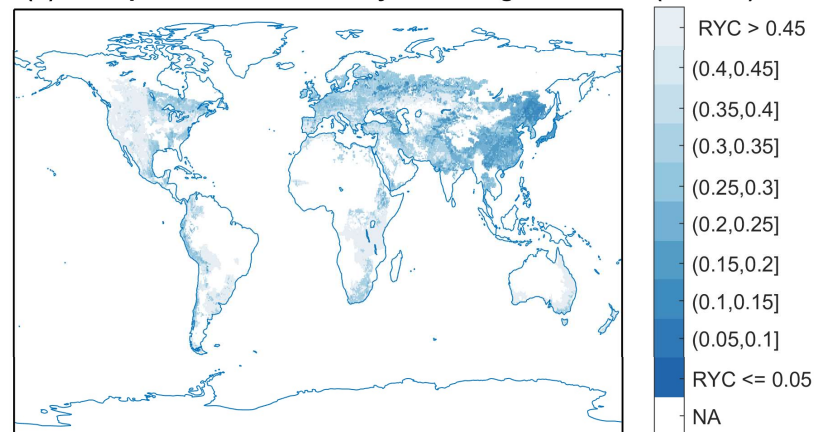 RYC > 0.45
(0.4,0.45]
(0.35,0.4]
(0.3,0.35]
(0.25,0.3]
(0.2,0.25]
(0.15,0.2]
(0.1,0.15]
(0.05,0.1]
RYC <= 0.05
NA